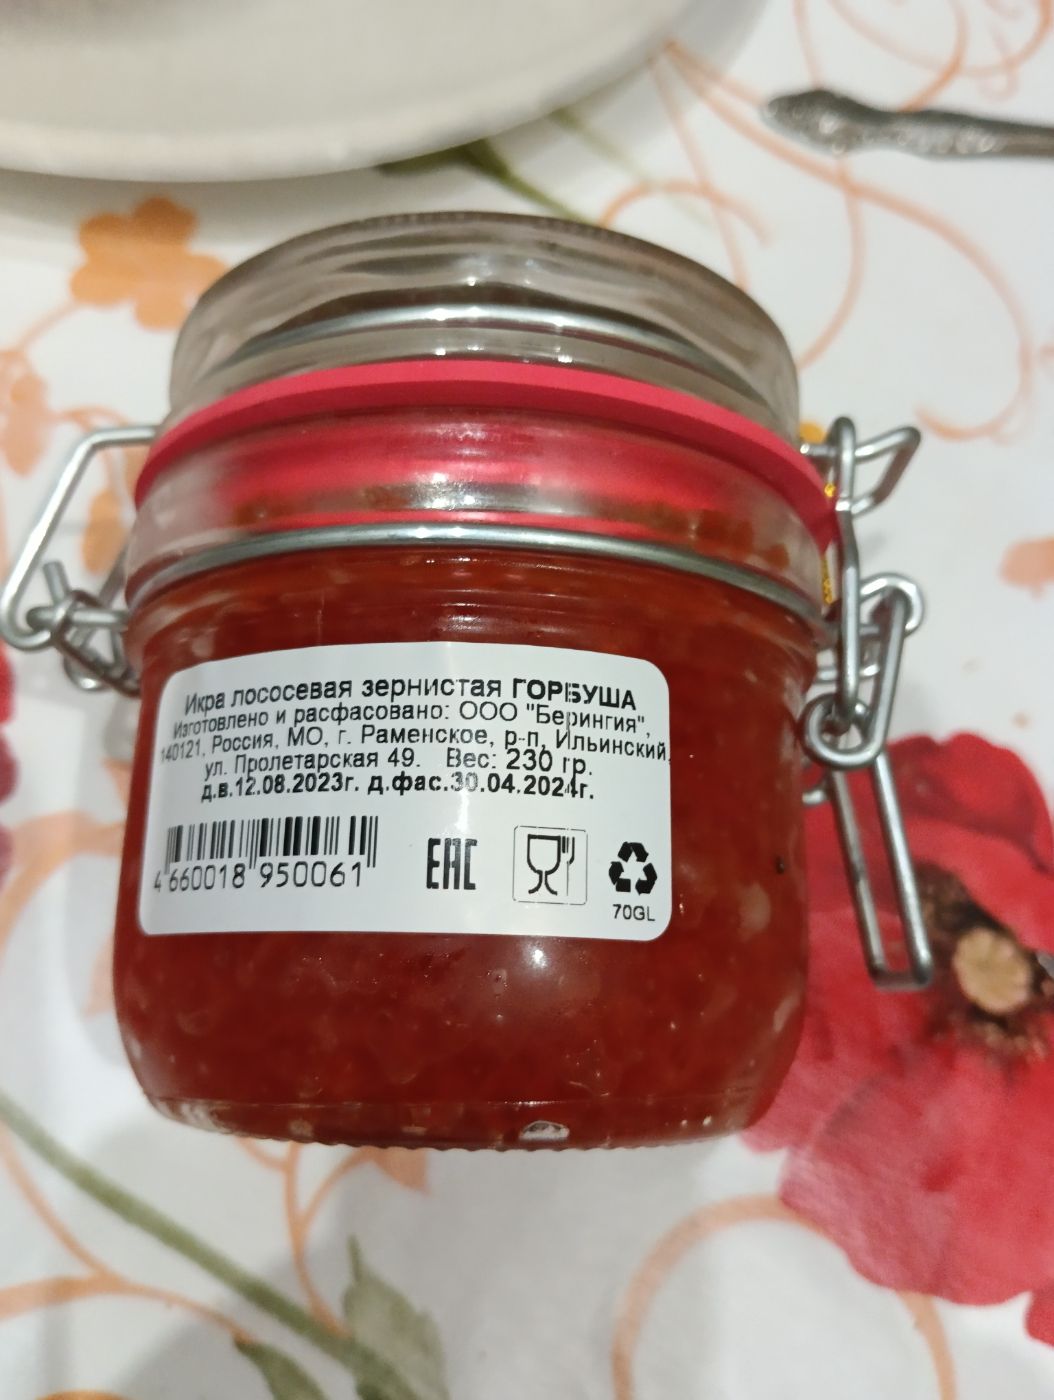 Икра лососевая зернистая ГОРБУША
Изготовлено и расфасовано: ООО "Берингия",
140121, Россия, МО, г. Раменское, р-п, Ильинский,
ул. Пролетарская 49. Вес: 230 гр.
д.в.12.08.2023г. д.фас.30.04.2024г.
4 660018 950061
EAC
70GL